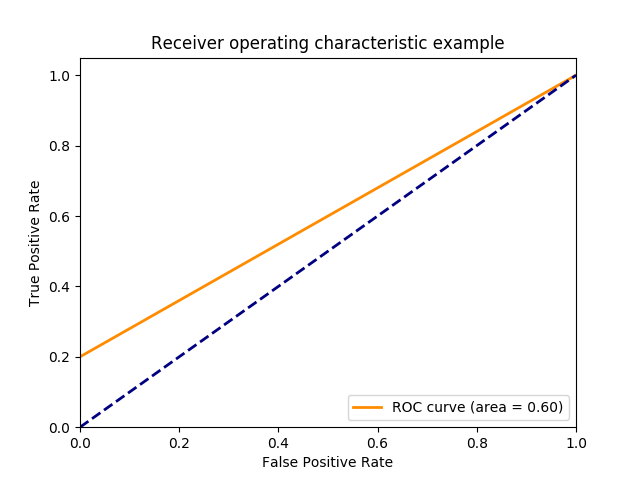 Receiver operating characteristic example
True Positive Rate
1.0
0.8
0.6
0.4
0.2
0.0
ROC curve (area = 0.60)
0.0 0.2 0.4 0.6 0.8 1.0
False Positive Rate